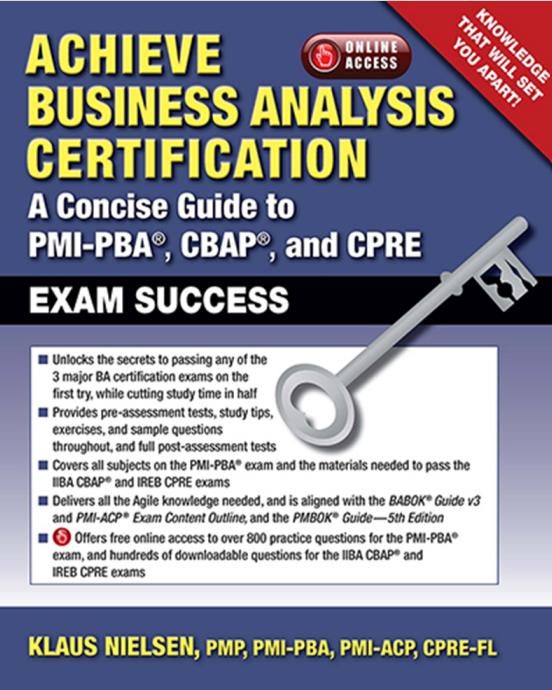 ACHIEVE
BUSINESS ANALYSIS
CERTIFICATION
ONLINE
ACCESS
KNOWLEDGE
THAT WILL SET
YOU APART!
A Concise Guide to
PMI-PBA®, CBAP®, and CPRE
EXAM SUCCESS
■ Unlocks the secrets to passing any of the
3 major BA certification exams on the
first try, while cutting study time in half
■ Provides pre-assessment tests, study tips,
exercises, and sample questions
throughout, and full post-assessment tests
■ Covers all subjects on the PMI-PBA® exam and the materials needed to pass the
IIBA CBAP® and IREB CPRE exams
■ Delivers all the Agile knowledge needed, and is aligned with the BABOK® Guide v3
and PMI-ACP® Exam Content Outline, and the PMBOK® Guide—5th Edition
■ Offers free online access to over 800 practice questions for the PMI-PBA®
exam, and hundreds of downloadable questions for the IIBA CBAP® and
IREB CPRE exams
KLAUS NIELSEN, PMP, PMI-PBA, PMI-ACP, CPRE-FL